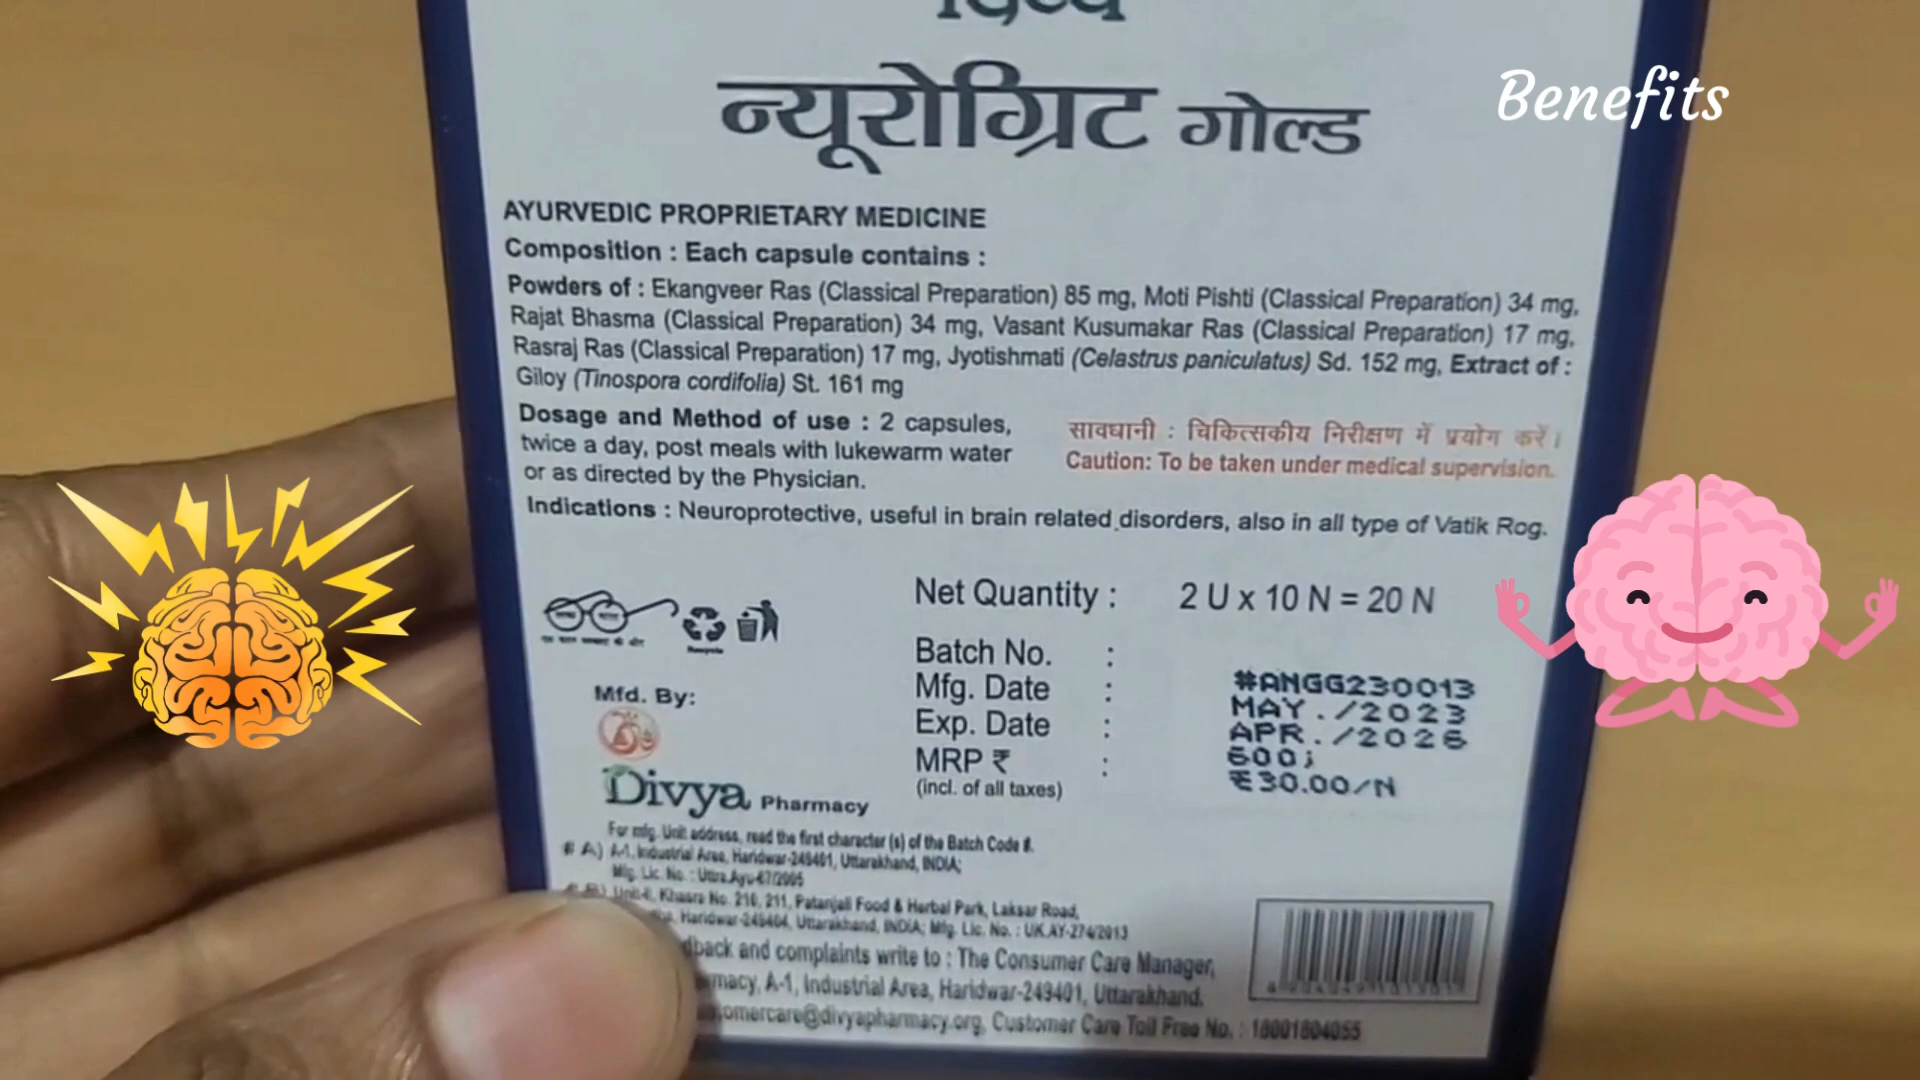 दिव्य
न्यूरोग्रिट गोल्ड
Benefits
AYURVEDIC PROPRIETARY MEDICINE
Composition : Each capsule contains :
Powders of : Ekangveer Ras (Classical Preparation) 85 mg, Moti Pishti (Classical Preparation) 34 mg,
Rajat Bhasma (Classical Preparation) 34 mg, Vasant Kusumakar Ras (Classical Preparation) 17 mg,
Rasraj Ras (Classical Preparation) 17 mg, Jyotishmati (Celastrus paniculatus) Sd. 152 mg, Extract of :
Giloy (Tinospora cordifolia) St. 161 mg
Dosage and Method of use : 2 capsules,
twice a day, post meals with lukewarm water
or as directed by the Physician.
सावधानी : चिकित्सकीय निरीक्षण में प्रयोग करें।
Caution: To be taken under medical supervision.
Indications : Neuroprotective, useful in brain related disorders, also in all type of Vatik Rog.
Net Quantity : 2 U x 10 N = 20 N
Batch No. : #ANGG230013
Mfg. Date : MAY./2023
Exp. Date : APR./2026
MRP ₹ : 600;
(incl. of all taxes) ₹30.00/N
Mfd. By:
Divya Pharmacy
For mfg. Unit address, read the first character (s) of the Batch Code #.
# A) A-1, Industrial Area, Haridwar-249401, Uttarakhand, INDIA;
Mfg. Lic. No. : Uttra.Ayu-67/2005
Unit-II, Khasra No. 210, 211, Patanjali Food & Herbal Park, Laksar Road,
Haridwar-249404, Uttarakhand, INDIA; Mfg. Lic. No. : UK.AY-274/2013
dback and complaints write to : The Consumer Care Manager,
macy, A-1, Industrial Area, Haridwar-249401, Uttarakhand.
omercare@divyapharmacy.org, Customer Care Toll Free No. : 18001804055